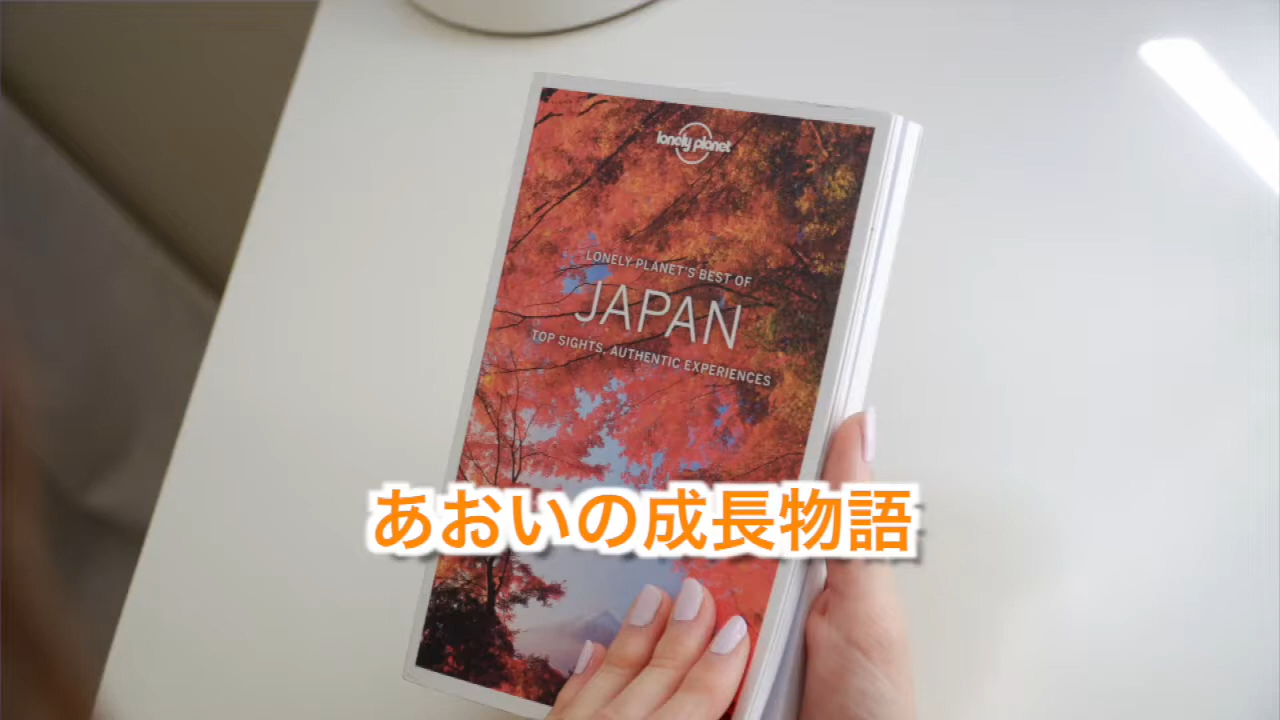 lonely planet
LONELY PLANET'S BEST OF
JAPAN
TOP SIGHTS, AUTHENTIC EXPERIENCES
あおいの成長物語